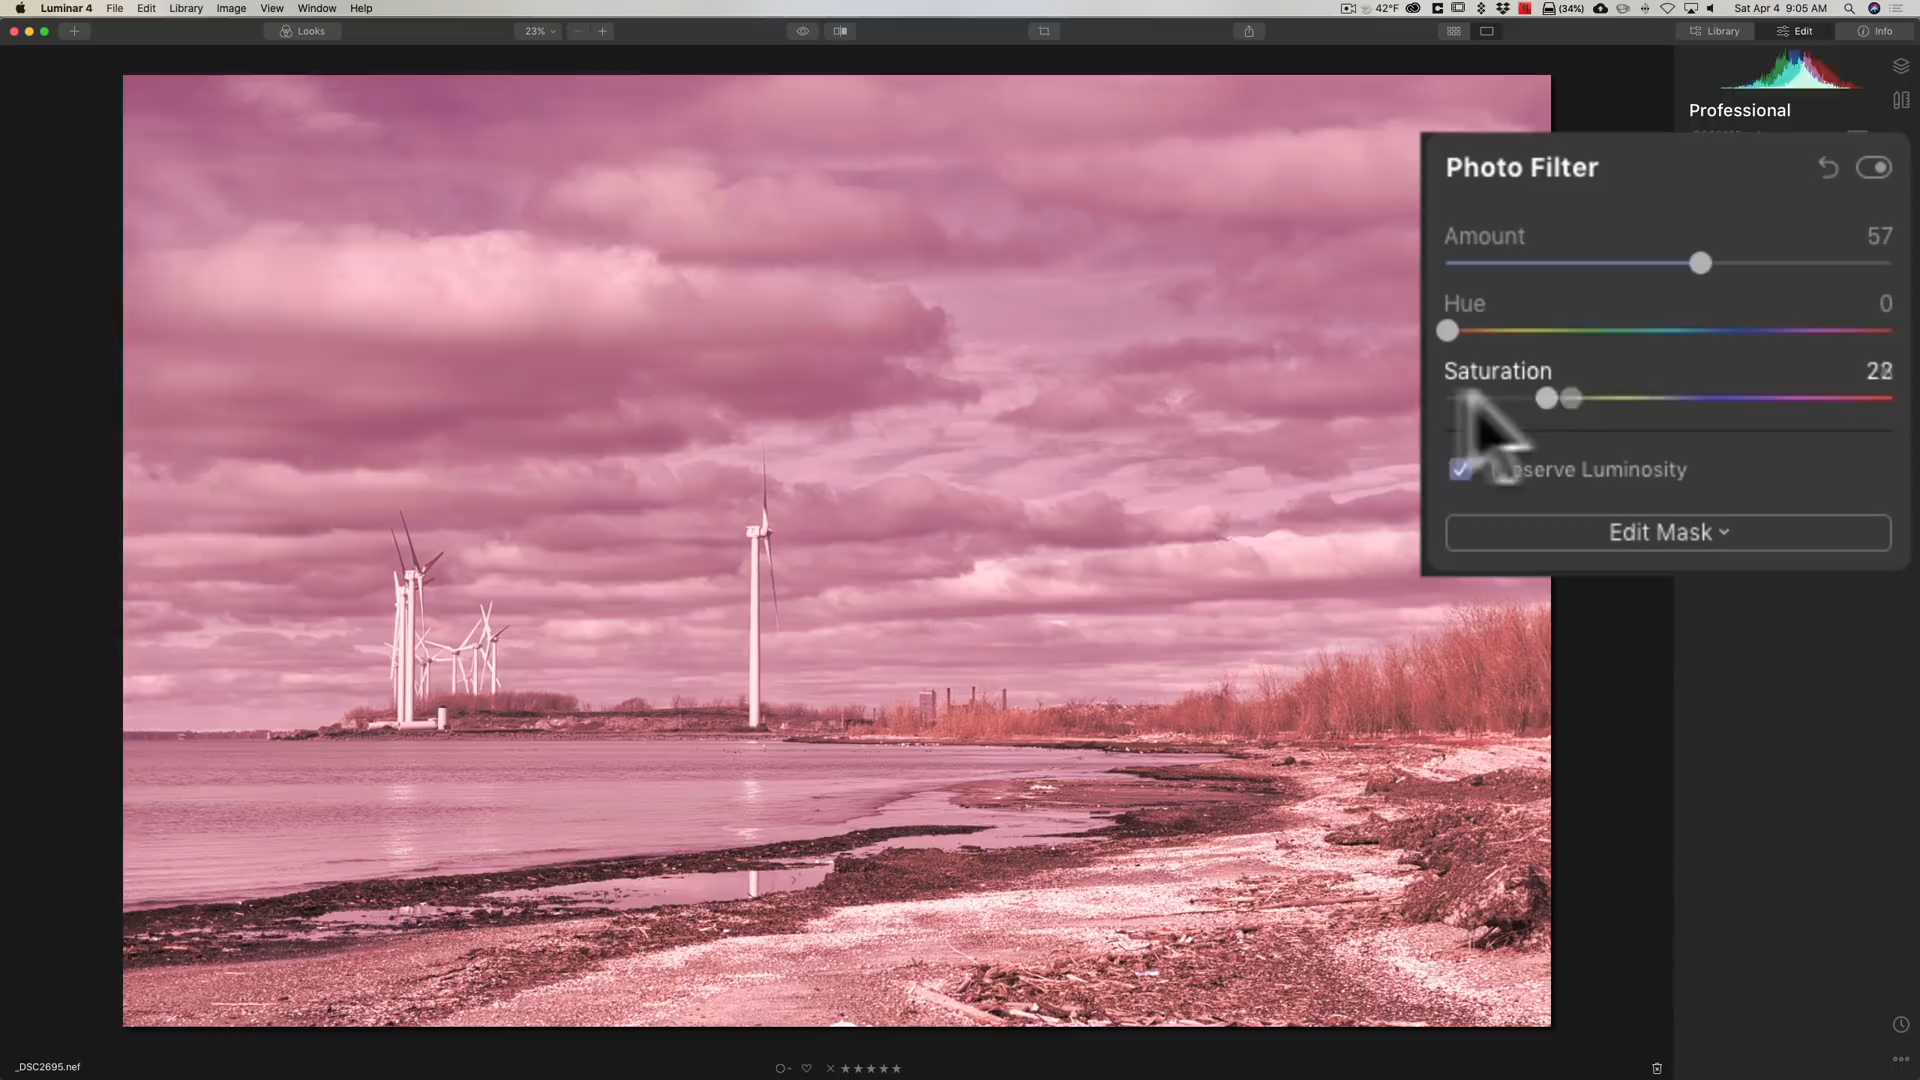 Luminar 4 File Edit Library Image View Window Help 42°F (34%) Sat Apr 4 9:05 AM
Looks 23% Library Edit Info
Professional
Photo Filter
Amount 57
Hue 0
Saturation
Luminosity
Edit Mask
_DSC2695.nef